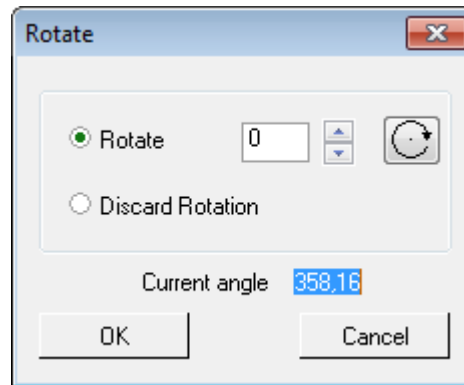 Rotate
Rotate 0
Discard Rotation
Current angle 358,16
OK Cancel